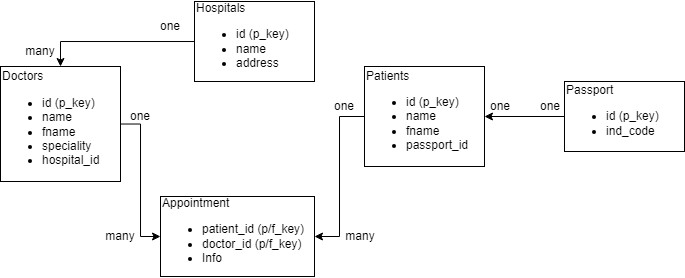 Hospitals
• id (p_key)
• name
• address
one
many
Doctors
• id (p_key)
• name
• fname
• speciality
• hospital_id
one
Patients
• id (p_key)
• name
• fname
• passport_id
one
one
one
Passport
• id (p_key)
• ind_code
Appointment
• patient_id (p/f_key)
• doctor_id (p/f_key)
• Info
many
many